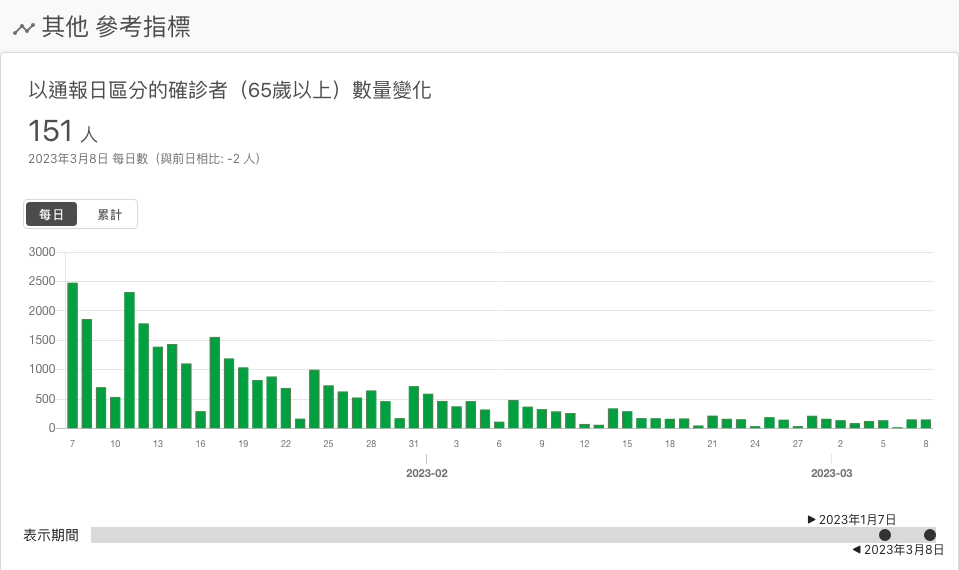 其他 參考指標
以通報日區分的確診者（65歲以上）數量變化
151 人
2023年3月8日 每日數（與前日相比: -2 人）
每日 累計
3000
2500
2000
1500
1000
500
0
7 10 13 16 19 22 25 28 31 3 6 9 12 15 18 21 24 27 2 5 8
2023-02 2023-03
▶ 2023年1月7日
表示期間
◀ 2023年3月8日